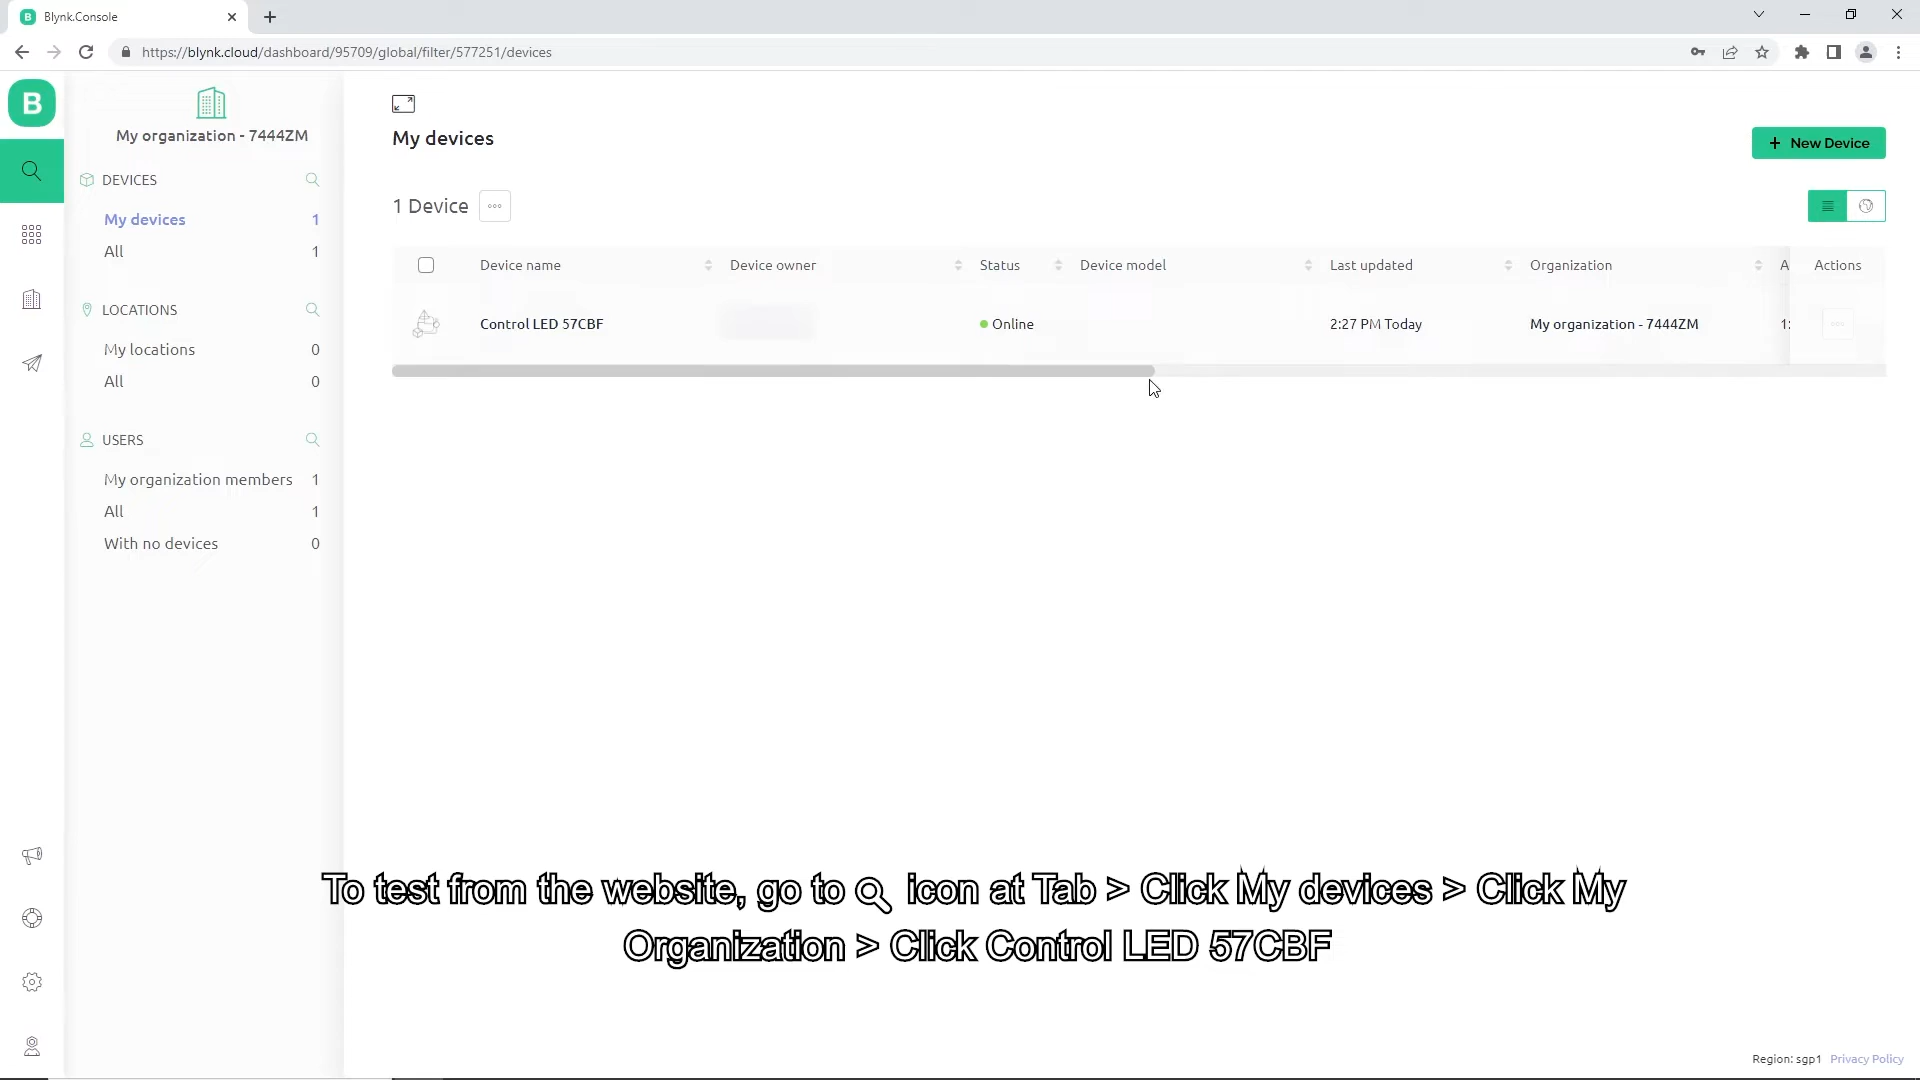 Blynk.Console
https://blynk.cloud/dashboard/95709/global/filter/577251/devices
B
My organization - 7444ZM
DEVICES
My devices 1
All 1
LOCATIONS
My locations 0
All 0
USERS
My organization members 1
All 1
With no devices 0
My devices
+ New Device
1 Device
Device name Device owner Status Device model Last updated Organization A Actions
Control LED 57CBF Online 2:27 PM Today My organization - 7444ZM 1:
To test from the website, go to icon at Tab > Click My devices > Click My
Organization > Click Control LED 57CBF
Region: sgp1 Privacy Policy